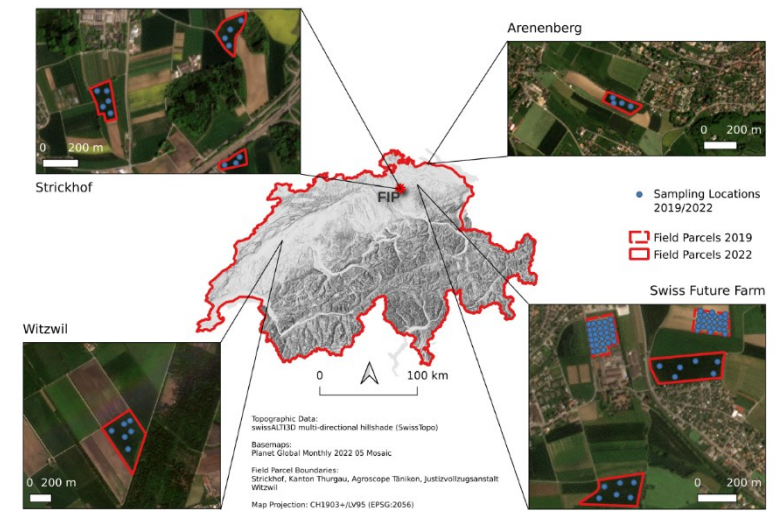 Arenenberg
0 200 m
0 200 m
Strickhof
FIP
Sampling Locations
2019/2022
Field Parcels 2019
Field Parcels 2022
Swiss Future Farm
Witzwil
0 100 km
Topographic Data:
swissALTI3D multi-directional hillshade (SwissTopo)
Basemaps:
Planet Global Monthly 2022 05 Mosaic
Field Parcel Boundaries:
Strickhof, Kanton Thurgau, Agroscope Tänikon, Justizvollzugsanstalt
Witzwil
Map Projection: CH1903+/LV95 (EPSG:2056)
0 200 m
0 200 m